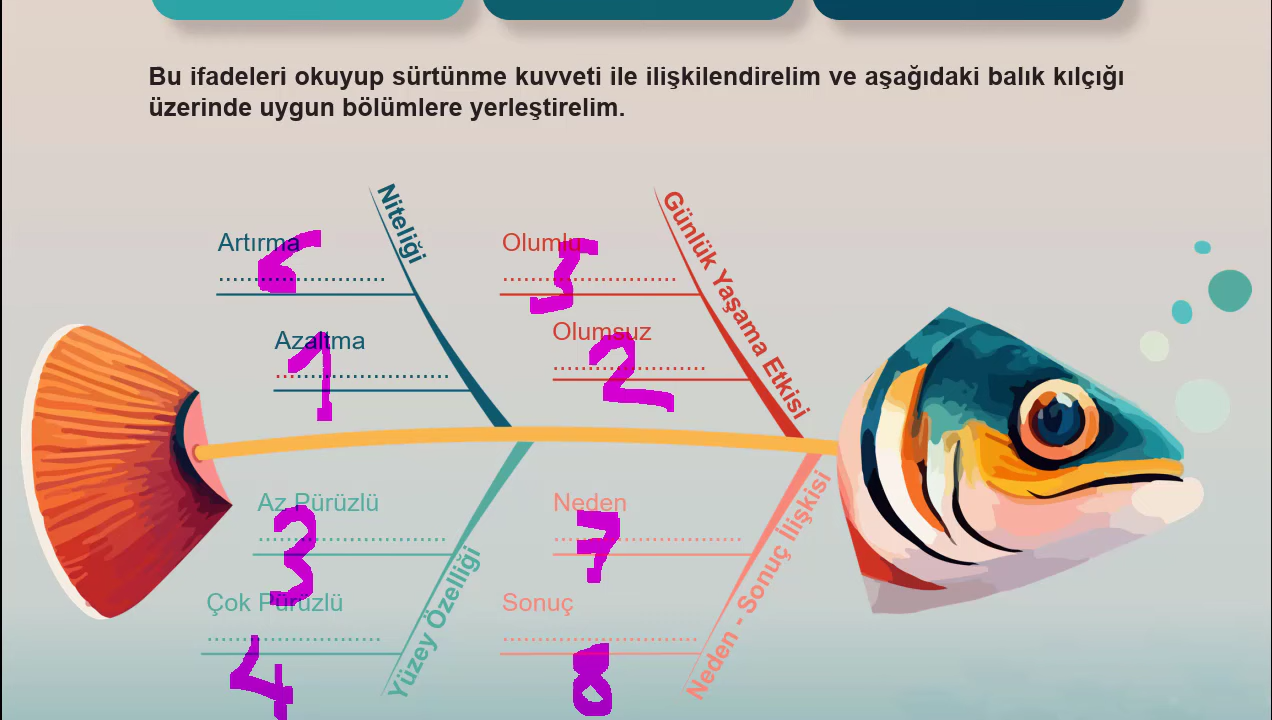 Bu ifadeleri okuyup sürtünme kuvveti ile ilişkilendirelim ve aşağıdaki balık kılçığı
üzerinde uygun bölümlere yerleştirelim.
Niteliği
Artırma
6
Azaltma
1
Günlük Yaşama Etkisi
Olumlu
5
Olumsuz
2
Az Pürüzlü
3
Çok Pürüzlü
4
Yüzey Özelliği
Neden
7
Sonuç
8
Neden - Sonuç İlişkisi